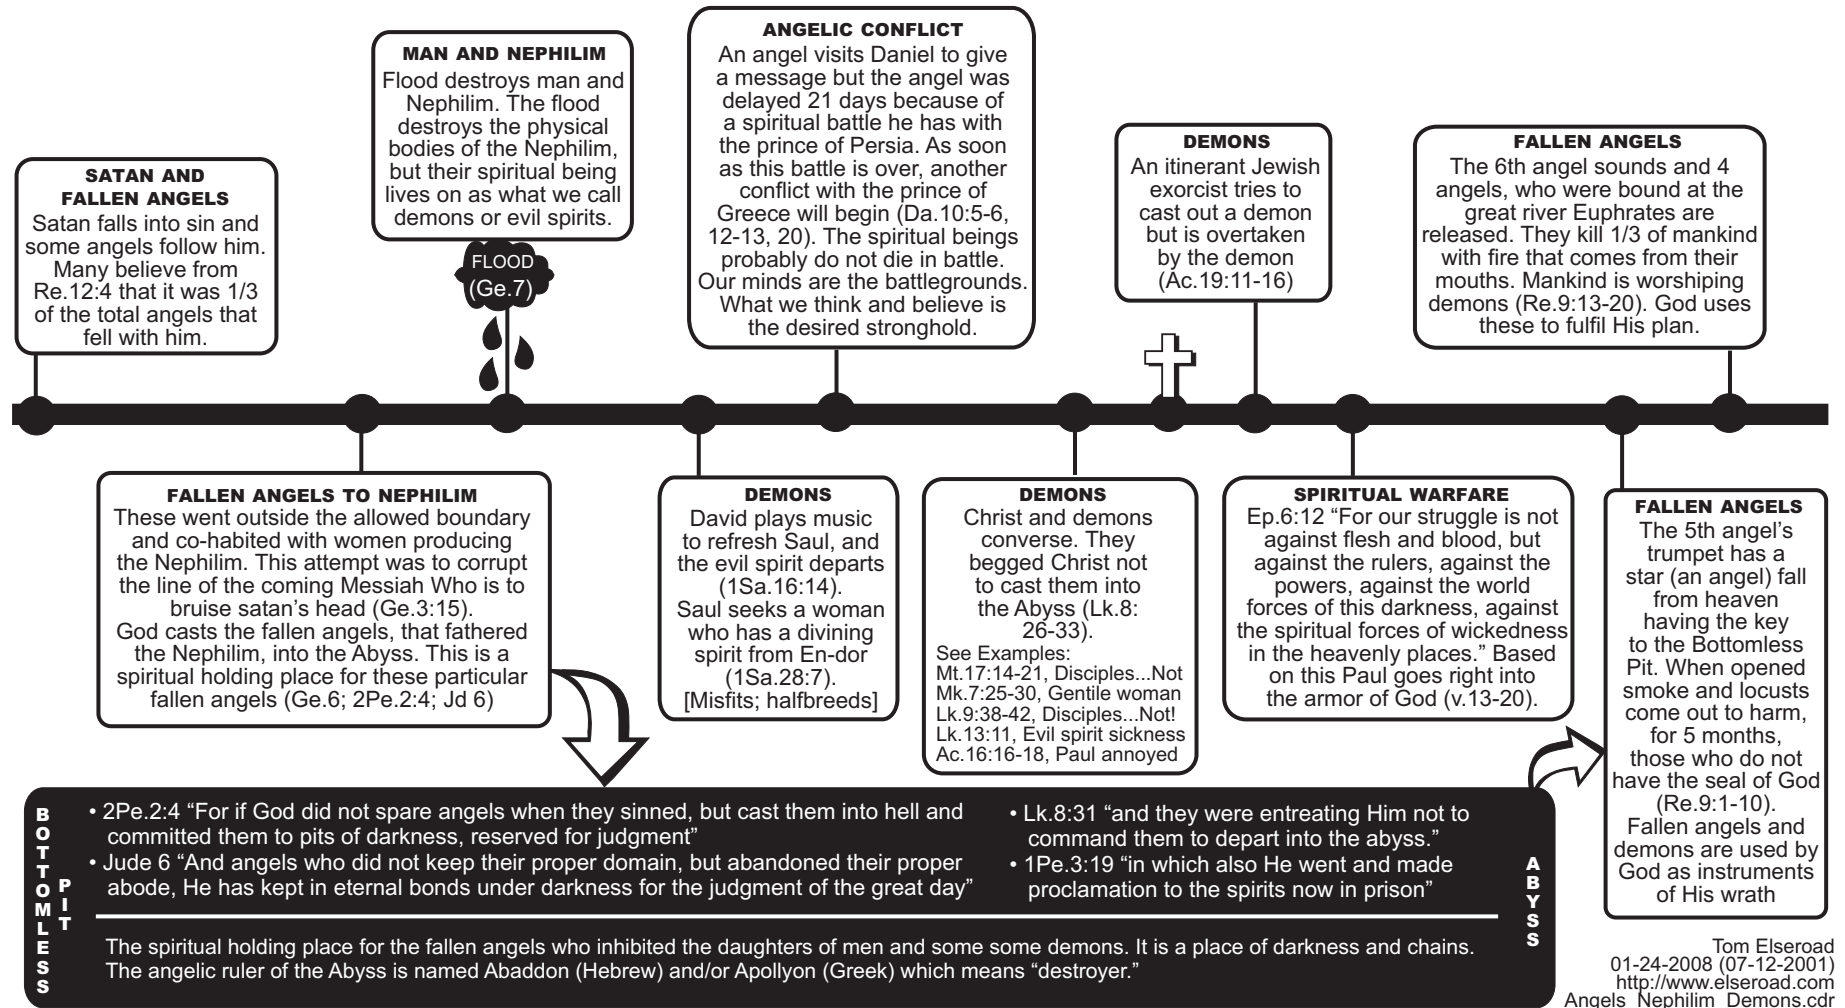 SATAN AND
FALLEN ANGELS
Satan falls into sin and
some angels follow him.
Many believe from
Re.12:4 that it was 1/3
of the total angels that
fell with him.
MAN AND NEPHILIM
Flood destroys man and
Nephilim. The flood
destroys the physical
bodies of the Nephilim,
but their spiritual being
lives on as what we call
demons or evil spirits.
FLOOD
(Ge.7)
ANGELIC CONFLICT
An angel visits Daniel to give
a message but the angel was
delayed 21 days because of
a spiritual battle he has with
the prince of Persia. As soon
as this battle is over, another
conflict with the prince of
Greece will begin (Da.10:5-6,
12-13, 20). The spiritual beings
probably do not die in battle.
Our minds are the battlegrounds.
What we think and believe is
the desired stronghold.
DEMONS
An itinerant Jewish
exorcist tries to
cast out a demon
but is overtaken
by the demon
(Ac.19:11-16)
FALLEN ANGELS
The 6th angel sounds and 4
angels, who were bound at the
great river Euphrates are
released. They kill 1/3 of mankind
with fire that comes from their
mouths. Mankind is worshiping
demons (Re.9:13-20). God uses
these to fulfil His plan.
FALLEN ANGELS TO NEPHILIM
These went outside the allowed boundary
and co-habited with women producing
the Nephilim. This attempt was to corrupt
the line of the coming Messiah Who is to
bruise satan's head (Ge.3:15).
God casts the fallen angels, that fathered
the Nephilim, into the Abyss. This is a
spiritual holding place for these particular
fallen angels (Ge.6; 2Pe.2:4; Jd 6)
DEMONS
David plays music
to refresh Saul, and
the evil spirit departs
(1Sa.16:14).
Saul seeks a woman
who has a divining
spirit from En-dor
(1Sa.28:7).
[Misfits; halfbreeds]
DEMONS
Christ and demons
converse. They
begged Christ not
to cast them into
the Abyss (Lk.8:
26-33).
See Examples:
Mt.17:14-21, Disciples...Not
Mk.7:25-30, Gentile woman
Lk.9:38-42, Disciples...Not!
Lk.13:11, Evil spirit sickness
Ac.16:16-18, Paul annoyed
SPIRITUAL WARFARE
Ep.6:12 “For our struggle is not
against flesh and blood, but
against the rulers, against the
powers, against the world
forces of this darkness, against
the spiritual forces of wickedness
in the heavenly places.” Based
on this Paul goes right into
the armor of God (v.13-20).
FALLEN ANGELS
The 5th angel's
trumpet has a
star (an angel) fall
from heaven
having the key
to the Bottomless
Pit. When opened
smoke and locusts
come out to harm,
for 5 months,
those who do not
have the seal of God
(Re.9:1-10).
Fallen angels and
demons are used by
God as instruments
of His wrath
BOTTOMLESS
PIT
• 2Pe.2:4 “For if God did not spare angels when they sinned, but cast them into hell and
committed them to pits of darkness, reserved for judgment”
• Jude 6 “And angels who did not keep their proper domain, but abandoned their proper
abode, He has kept in eternal bonds under darkness for the judgment of the great day”
• Lk.8:31 “and they were entreating Him not to
command them to depart into the abyss.”
• 1Pe.3:19 “in which also He went and made
proclamation to the spirits now in prison”
ABYSS
The spiritual holding place for the fallen angels who inhibited the daughters of men and some some demons. It is a place of darkness and chains.
The angelic ruler of the Abyss is named Abaddon (Hebrew) and/or Apollyon (Greek) which means “destroyer.”
Tom Elseroad
01-24-2008 (07-12-2001)
http://www.elseroad.com
Angels_Nephilim_Demons.cdr